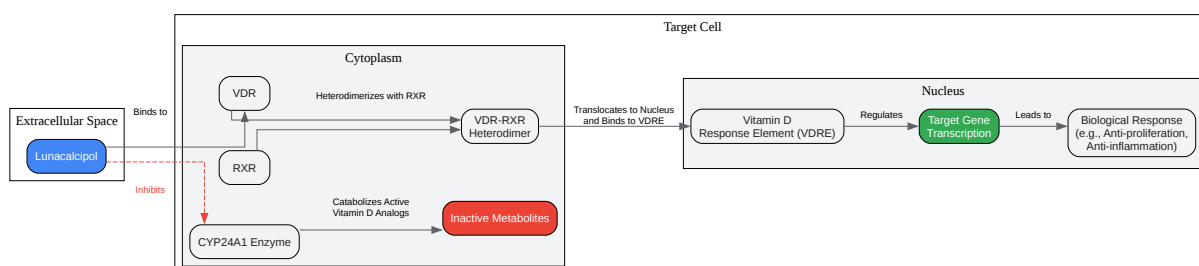 Target Cell
Cytoplasm
VDR
Heterodimerizes with RXR
Nucleus
Translocates to Nucleus
and Binds to VDRE
Binds to
Extracellular Space
VDR-RXR
Heterodimer
Vitamin D
Response Element (VDRE)
Regulates
Target Gene
Transcription
Leads to
Biological Response
(e.g., Anti-proliferation,
Anti-inflammation)
Lunacalcipol
RXR
Inhibits
Catabolizes Active
Vitamin D Analogs
Inactive Metabolites
CYP24A1 Enzyme